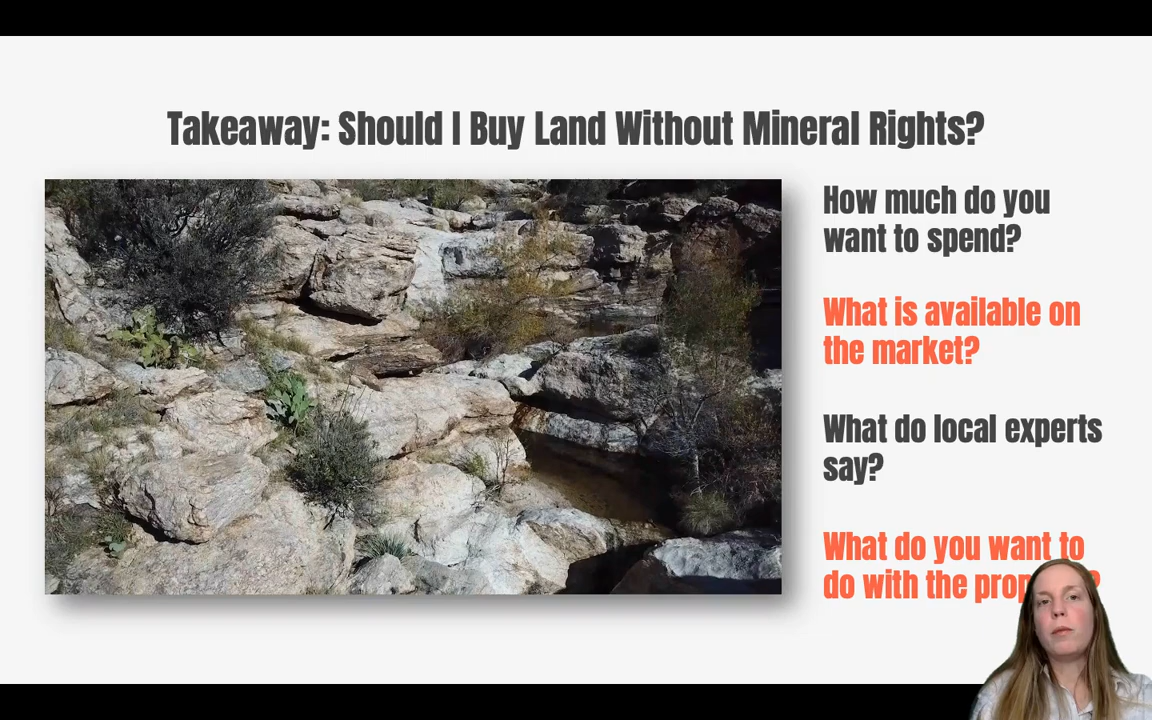 Takeaway: Should I Buy Land Without Mineral Rights?
How much do you
want to spend?
What is available on
the market?
What do local experts
say?
What do you want to
do with the